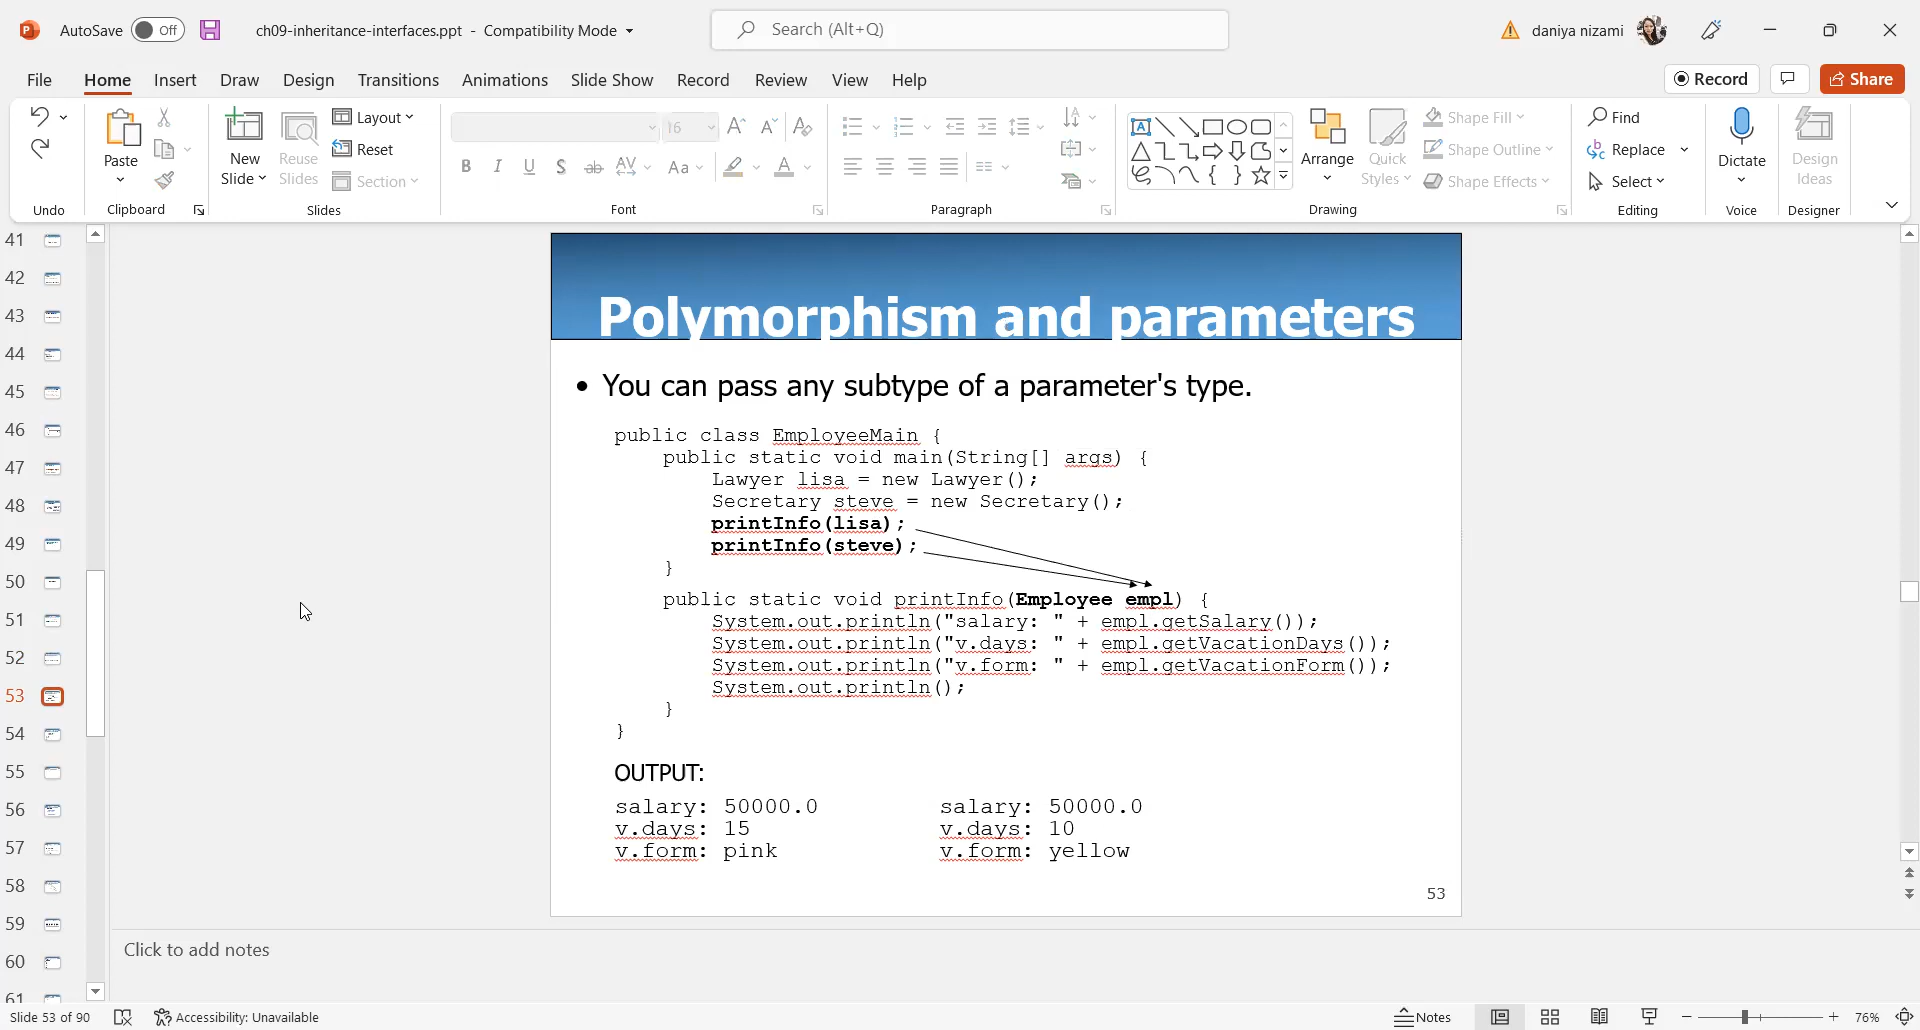 AutoSave Off ch09-inheritance-interfaces.ppt - Compatibility Mode Search (Alt+Q) daniya nizami
File Home Insert Draw Design Transitions Animations Slide Show Record Review View Help Record Share
Paste
New Slide
Reuse Slides
Layout
Reset
Section
16
B I U S ab AV Aa A
Arrange
Quick Styles
Shape Fill
Shape Outline
Shape Effects
Find
Replace
Select
Dictate
Design Ideas
Undo Clipboard Slides Font Paragraph Drawing Editing Voice Designer
41
42
43
44
45
46
47
48
49
50
51
52
53
54
55
56
57
58
59
60
61
Polymorphism and parameters
• You can pass any subtype of a parameter's type.
public class EmployeeMain {
public static void main(String[] args) {
Lawyer lisa = new Lawyer();
Secretary steve = new Secretary();
printInfo(lisa);
printInfo(steve);
}
public static void printInfo(Employee empl) {
System.out.println("salary: " + empl.getSalary());
System.out.println("v.days: " + empl.getVacationDays());
System.out.println("v.form: " + empl.getVacationForm());
System.out.println();
}
}
OUTPUT:
salary: 50000.0 salary: 50000.0
v.days: 15 v.days: 10
v.form: pink v.form: yellow
53
Click to add notes
Slide 53 of 90 Accessibility: Unavailable Notes 76%